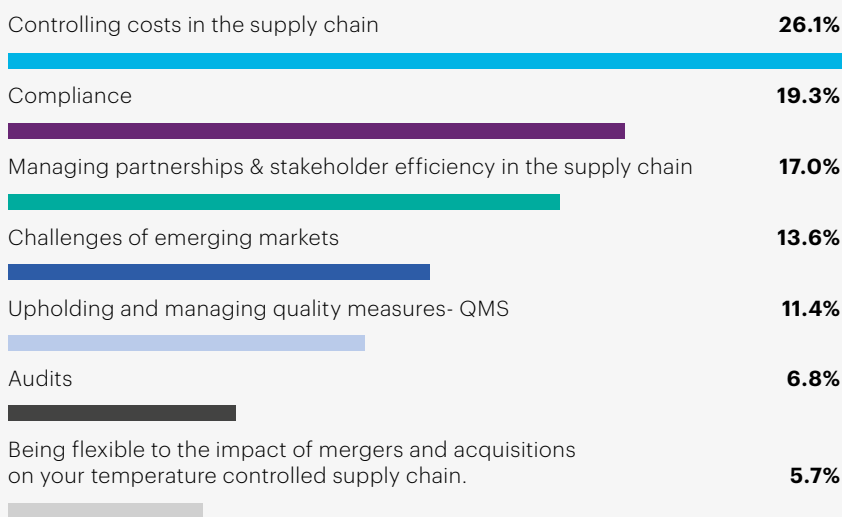 Controlling costs in the supply chain 26.1%
Compliance 19.3%
Managing partnerships & stakeholder efficiency in the supply chain 17.0%
Challenges of emerging markets 13.6%
Upholding and managing quality measures- QMS 11.4%
Audits 6.8%
Being flexible to the impact of mergers and acquisitions
on your temperature controlled supply chain. 5.7%